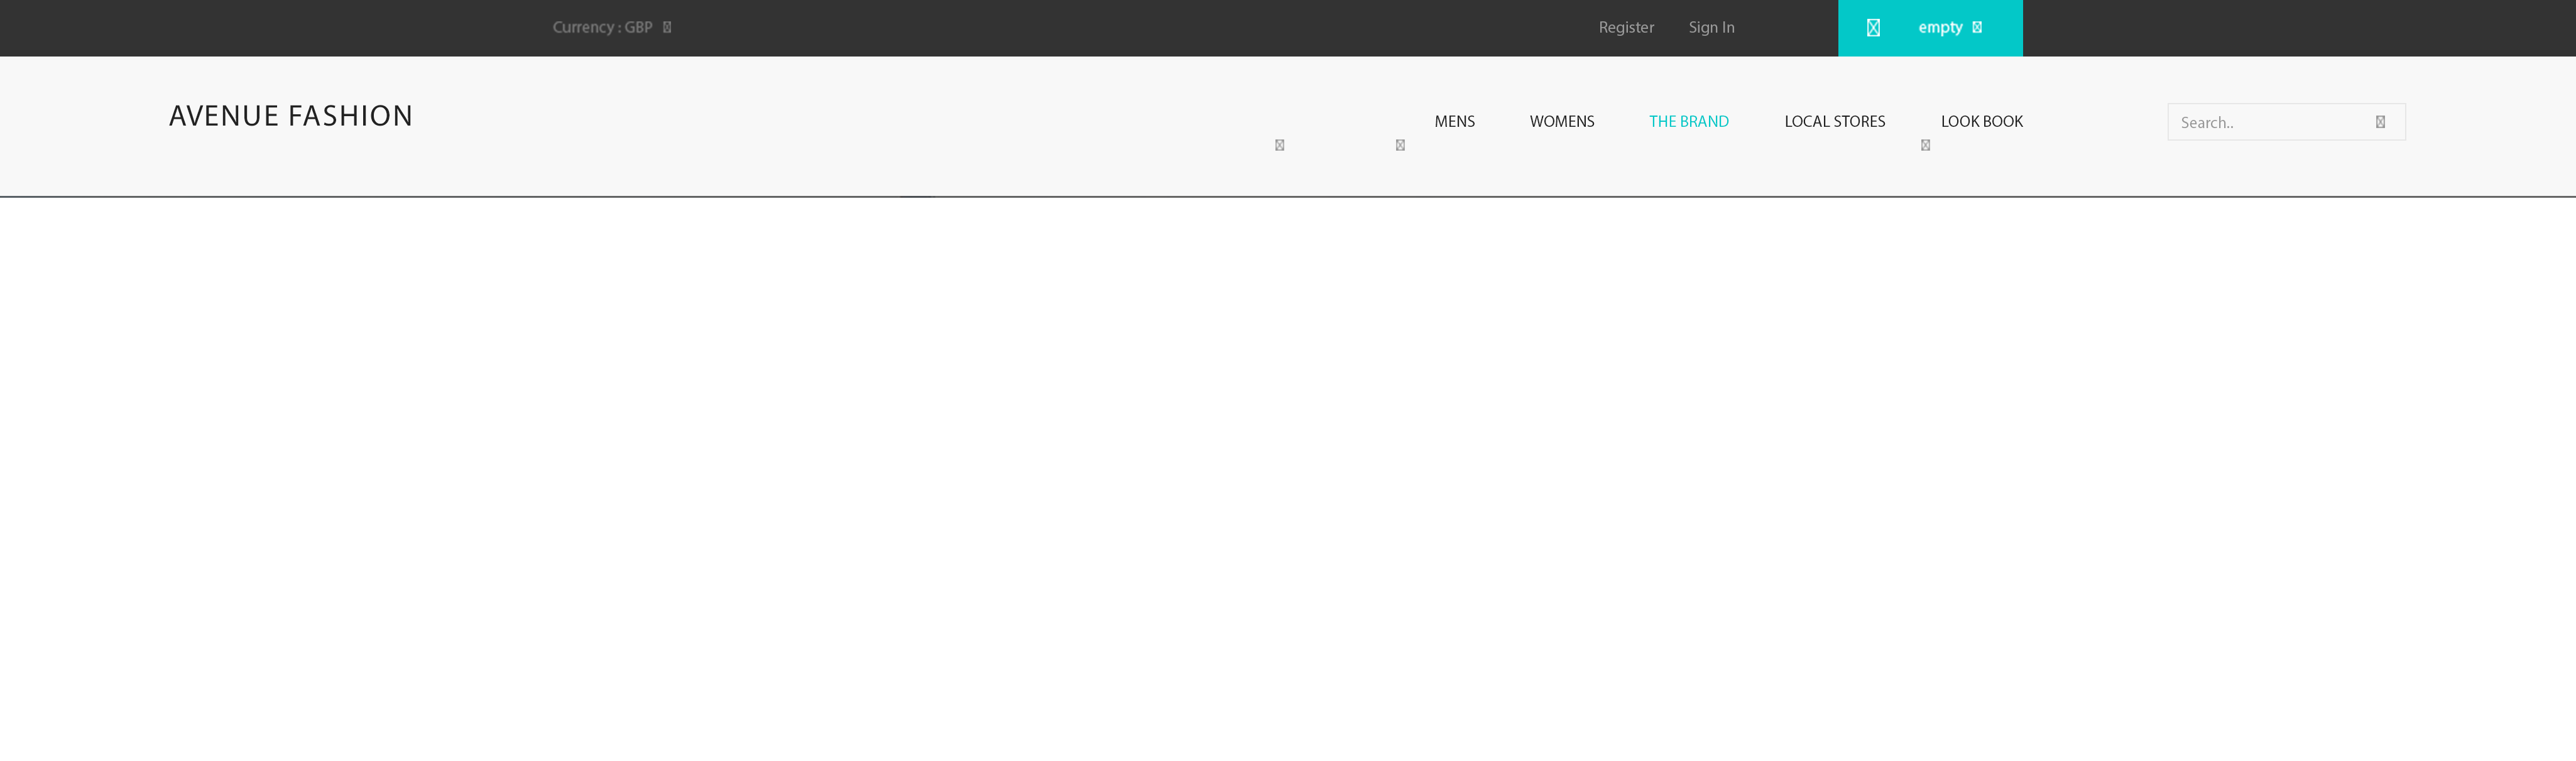 Currency : GBP
Register
Sign In
empty
AVENUE FASHION
MENS
WOMENS
THE BRAND
LOCAL STORES
LOOK BOOK
Search..